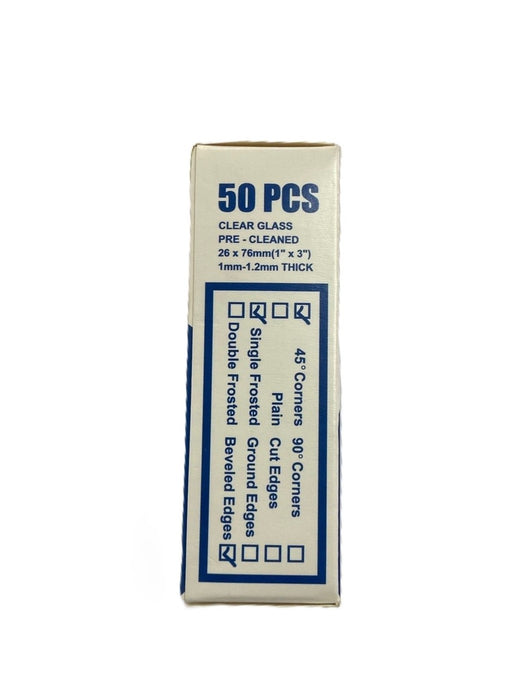 50 PCS
CLEAR GLASS
PRE - CLEANED
26 x 76mm(1" x 3")
1mm-1.2mm THICK
45° Corners 90° Corners
Plain Cut Edges
Single Frosted Ground Edges
Double Frosted Beveled Edges